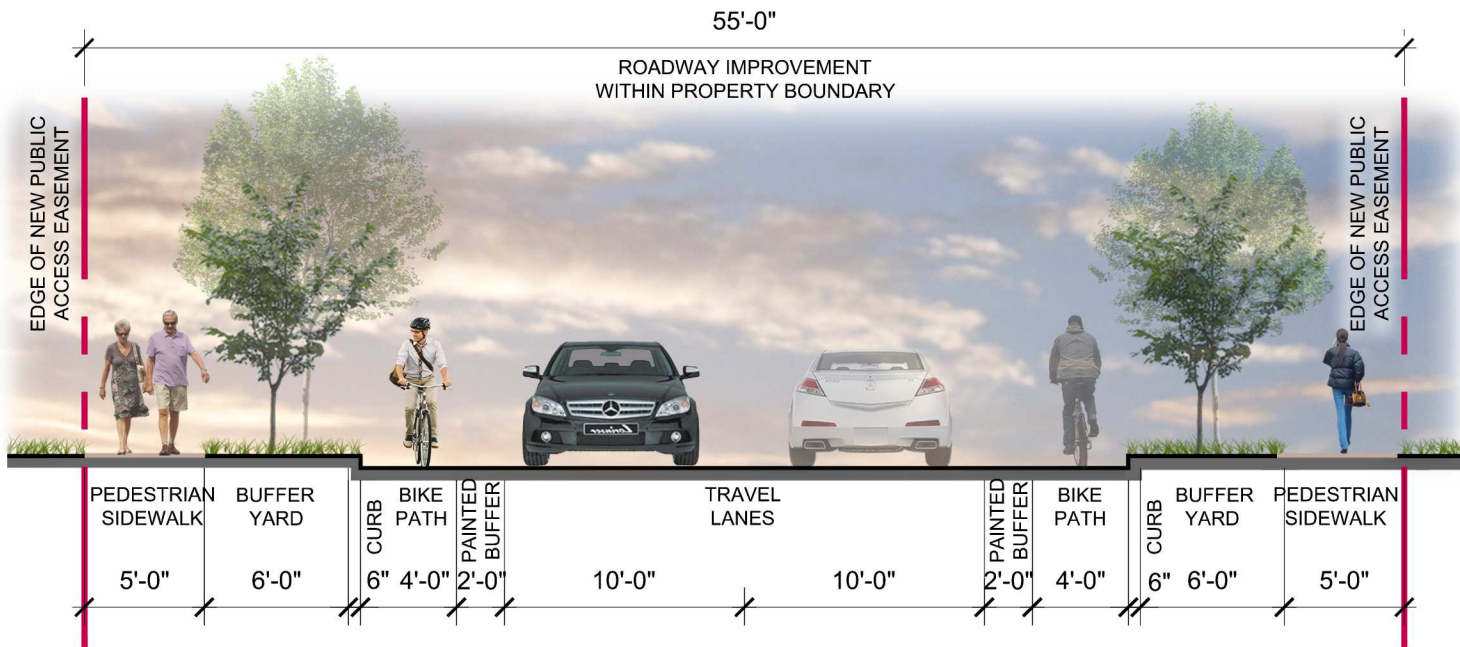 55'-0"
ROADWAY IMPROVEMENT
WITHIN PROPERTY BOUNDARY
EDGE OF NEW PUBLIC
ACCESS EASEMENT
EDGE OF NEW PUBLIC
ACCESS EASEMENT
PEDESTRIAN
SIDEWALK
BUFFER
YARD
CURB
BIKE
PATH
PAINTED
BUFFER
TRAVEL
LANES
PAINTED
BUFFER
BIKE
PATH
CURB
BUFFER
YARD
PEDESTRIAN
SIDEWALK
5'-0" 6'-0" 6" 4'-0" 2'-0" 10'-0" 10'-0" 2'-0" 4'-0" 6" 6'-0" 5'-0"